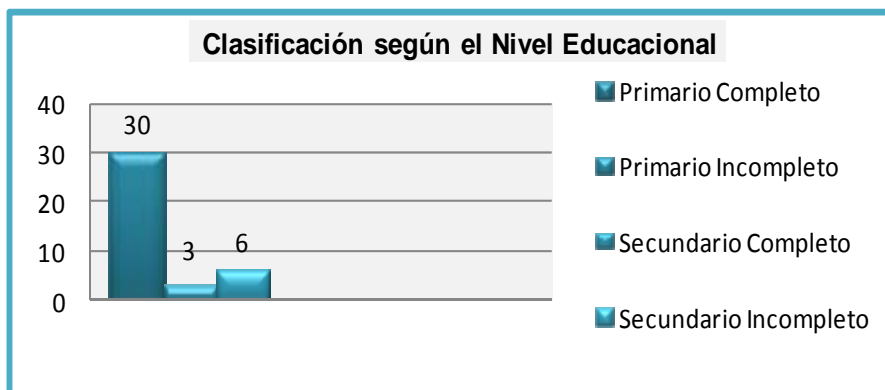 Clasificación según el Nivel Educacional
40
30
20
10
0
30
3
6
Primario Completo
Primario Incompleto
Secundario Completo
Secundario Incompleto